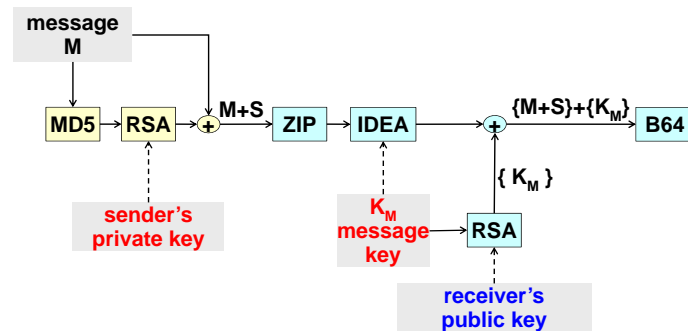 message
M
M+S
{M+S}+{K_M}
MD5
RSA
+
ZIP
IDEA
+
B64
{ K_M }
sender's
private key
K_M
message
key
RSA
receiver's
public key